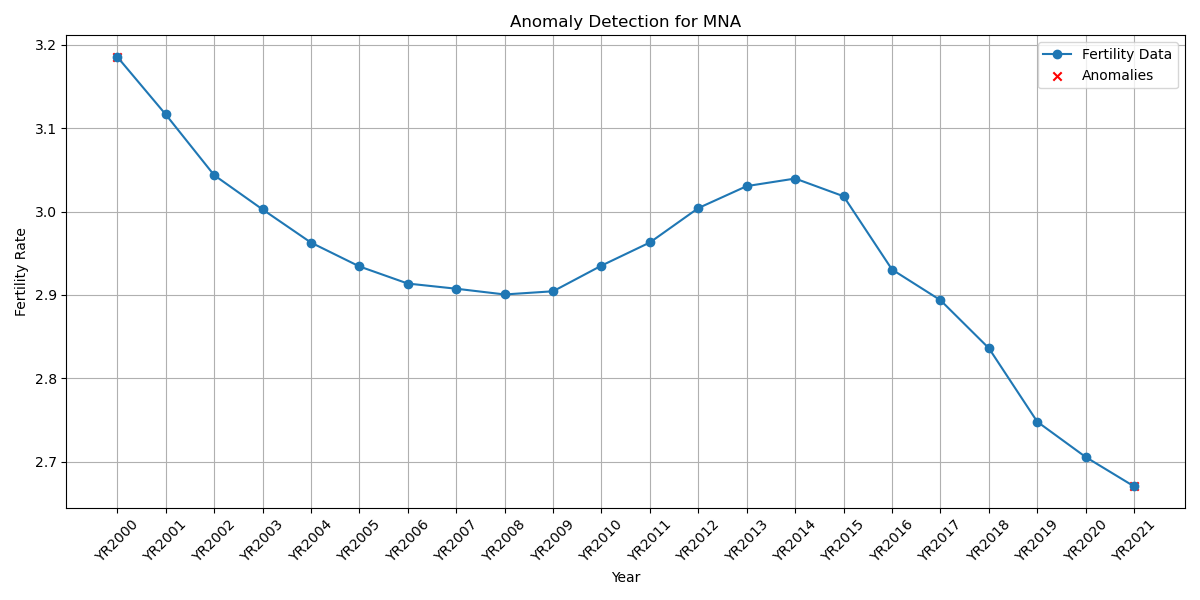 Anomaly Detection for MNA
Fertility Data
Anomalies
3.2
3.1
3.0
2.9
2.8
2.7
Fertility Rate
YR2000
YR2001
YR2002
YR2003
YR2004
YR2005
YR2006
YR2007
YR2008
YR2009
YR2010
YR2011
YR2012
YR2013
YR2014
YR2015
YR2016
YR2017
YR2018
YR2019
YR2020
YR2021
Year